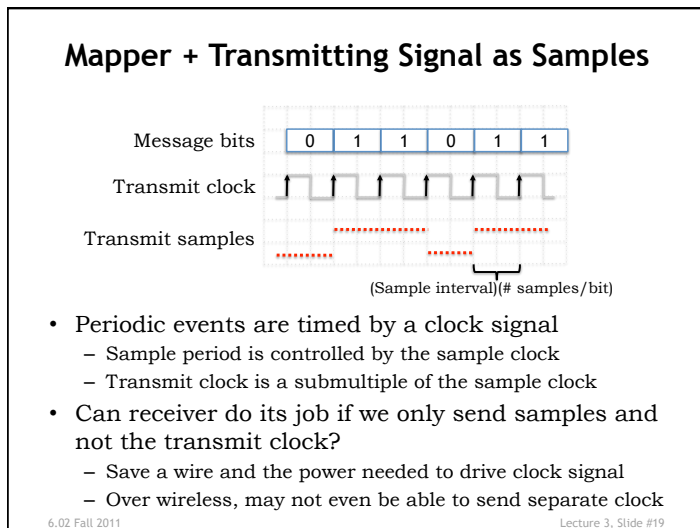 Mapper + Transmitting Signal as Samples
Message bits
0 1 1 0 1 1
Transmit clock
Transmit samples
(Sample interval)(# samples/bit)
• Periodic events are timed by a clock signal
– Sample period is controlled by the sample clock
– Transmit clock is a submultiple of the sample clock
• Can receiver do its job if we only send samples and
not the transmit clock?
– Save a wire and the power needed to drive clock signal
– Over wireless, may not even be able to send separate clock
6.02 Fall 2011
Lecture 3, Slide #19